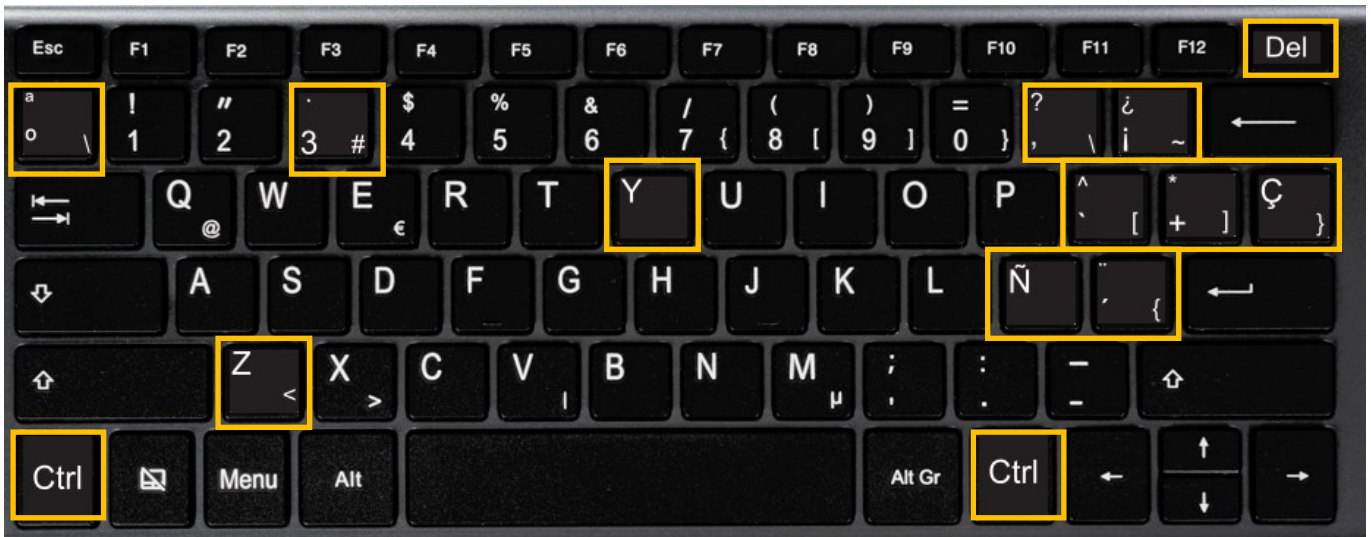 Esc F1 F2 F3 F4 F5 F6 F7 F8 F9 F10 F11 F12 Del
ª ! " · $ % & / ( ) = ? ¿
º \ 1 2 3 # 4 5 6 7 { 8 [ 9 ] 0 } ' \ ¡ ~
Q @ W E € R T Y U I O P ^ ` [ * + ] Ç }
A S D F G H J K L Ñ ¨ ´ {
Z < X > C V | B N M µ ; , : . – -
Ctrl Menu Alt Alt Gr Ctrl